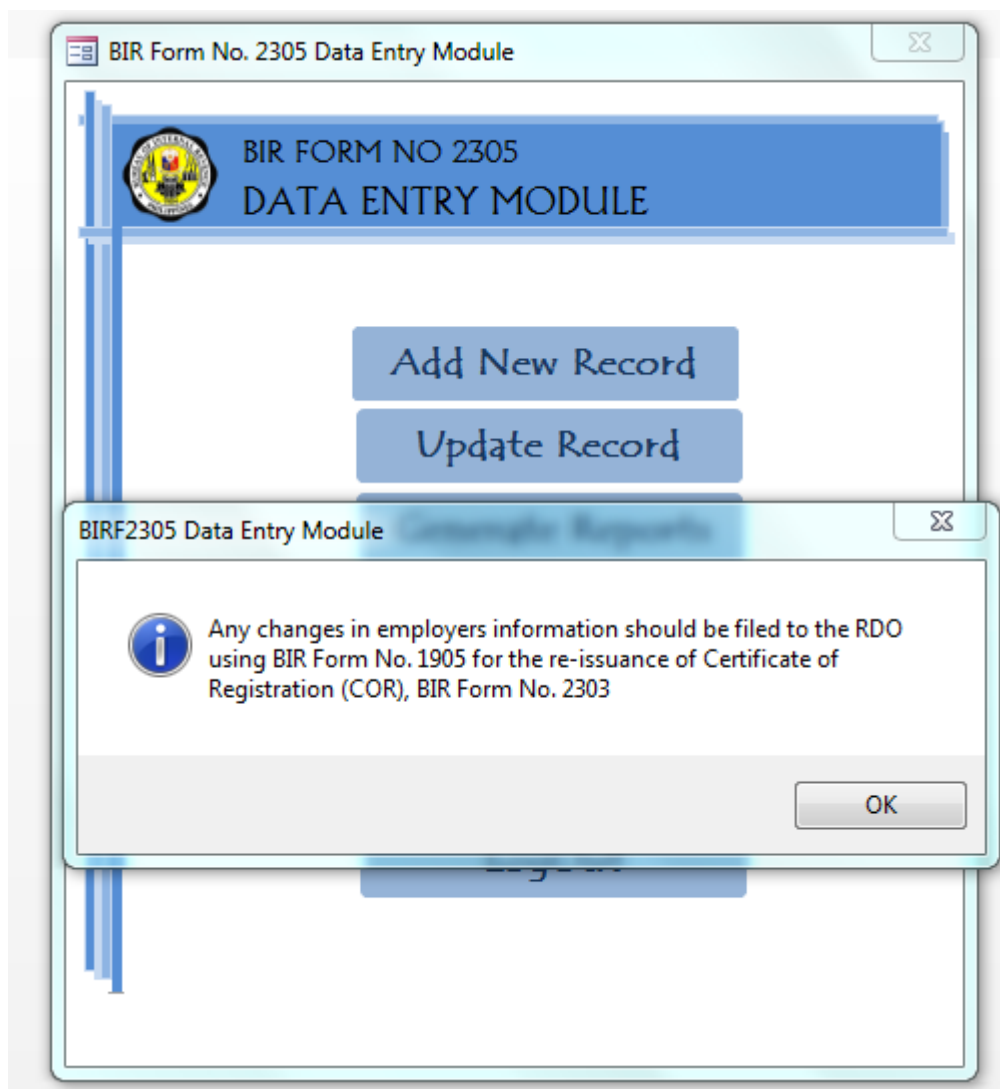 BIR Form No. 2305 Data Entry Module
BIR FORM NO 2305
DATA ENTRY MODULE
Add New Record
Update Record
Generate Reports
BIRF2305 Data Entry Module
Any changes in employers information should be filed to the RDO
using BIR Form No. 1905 for the re-issuance of Certificate of
Registration (COR), BIR Form No. 2303
OK